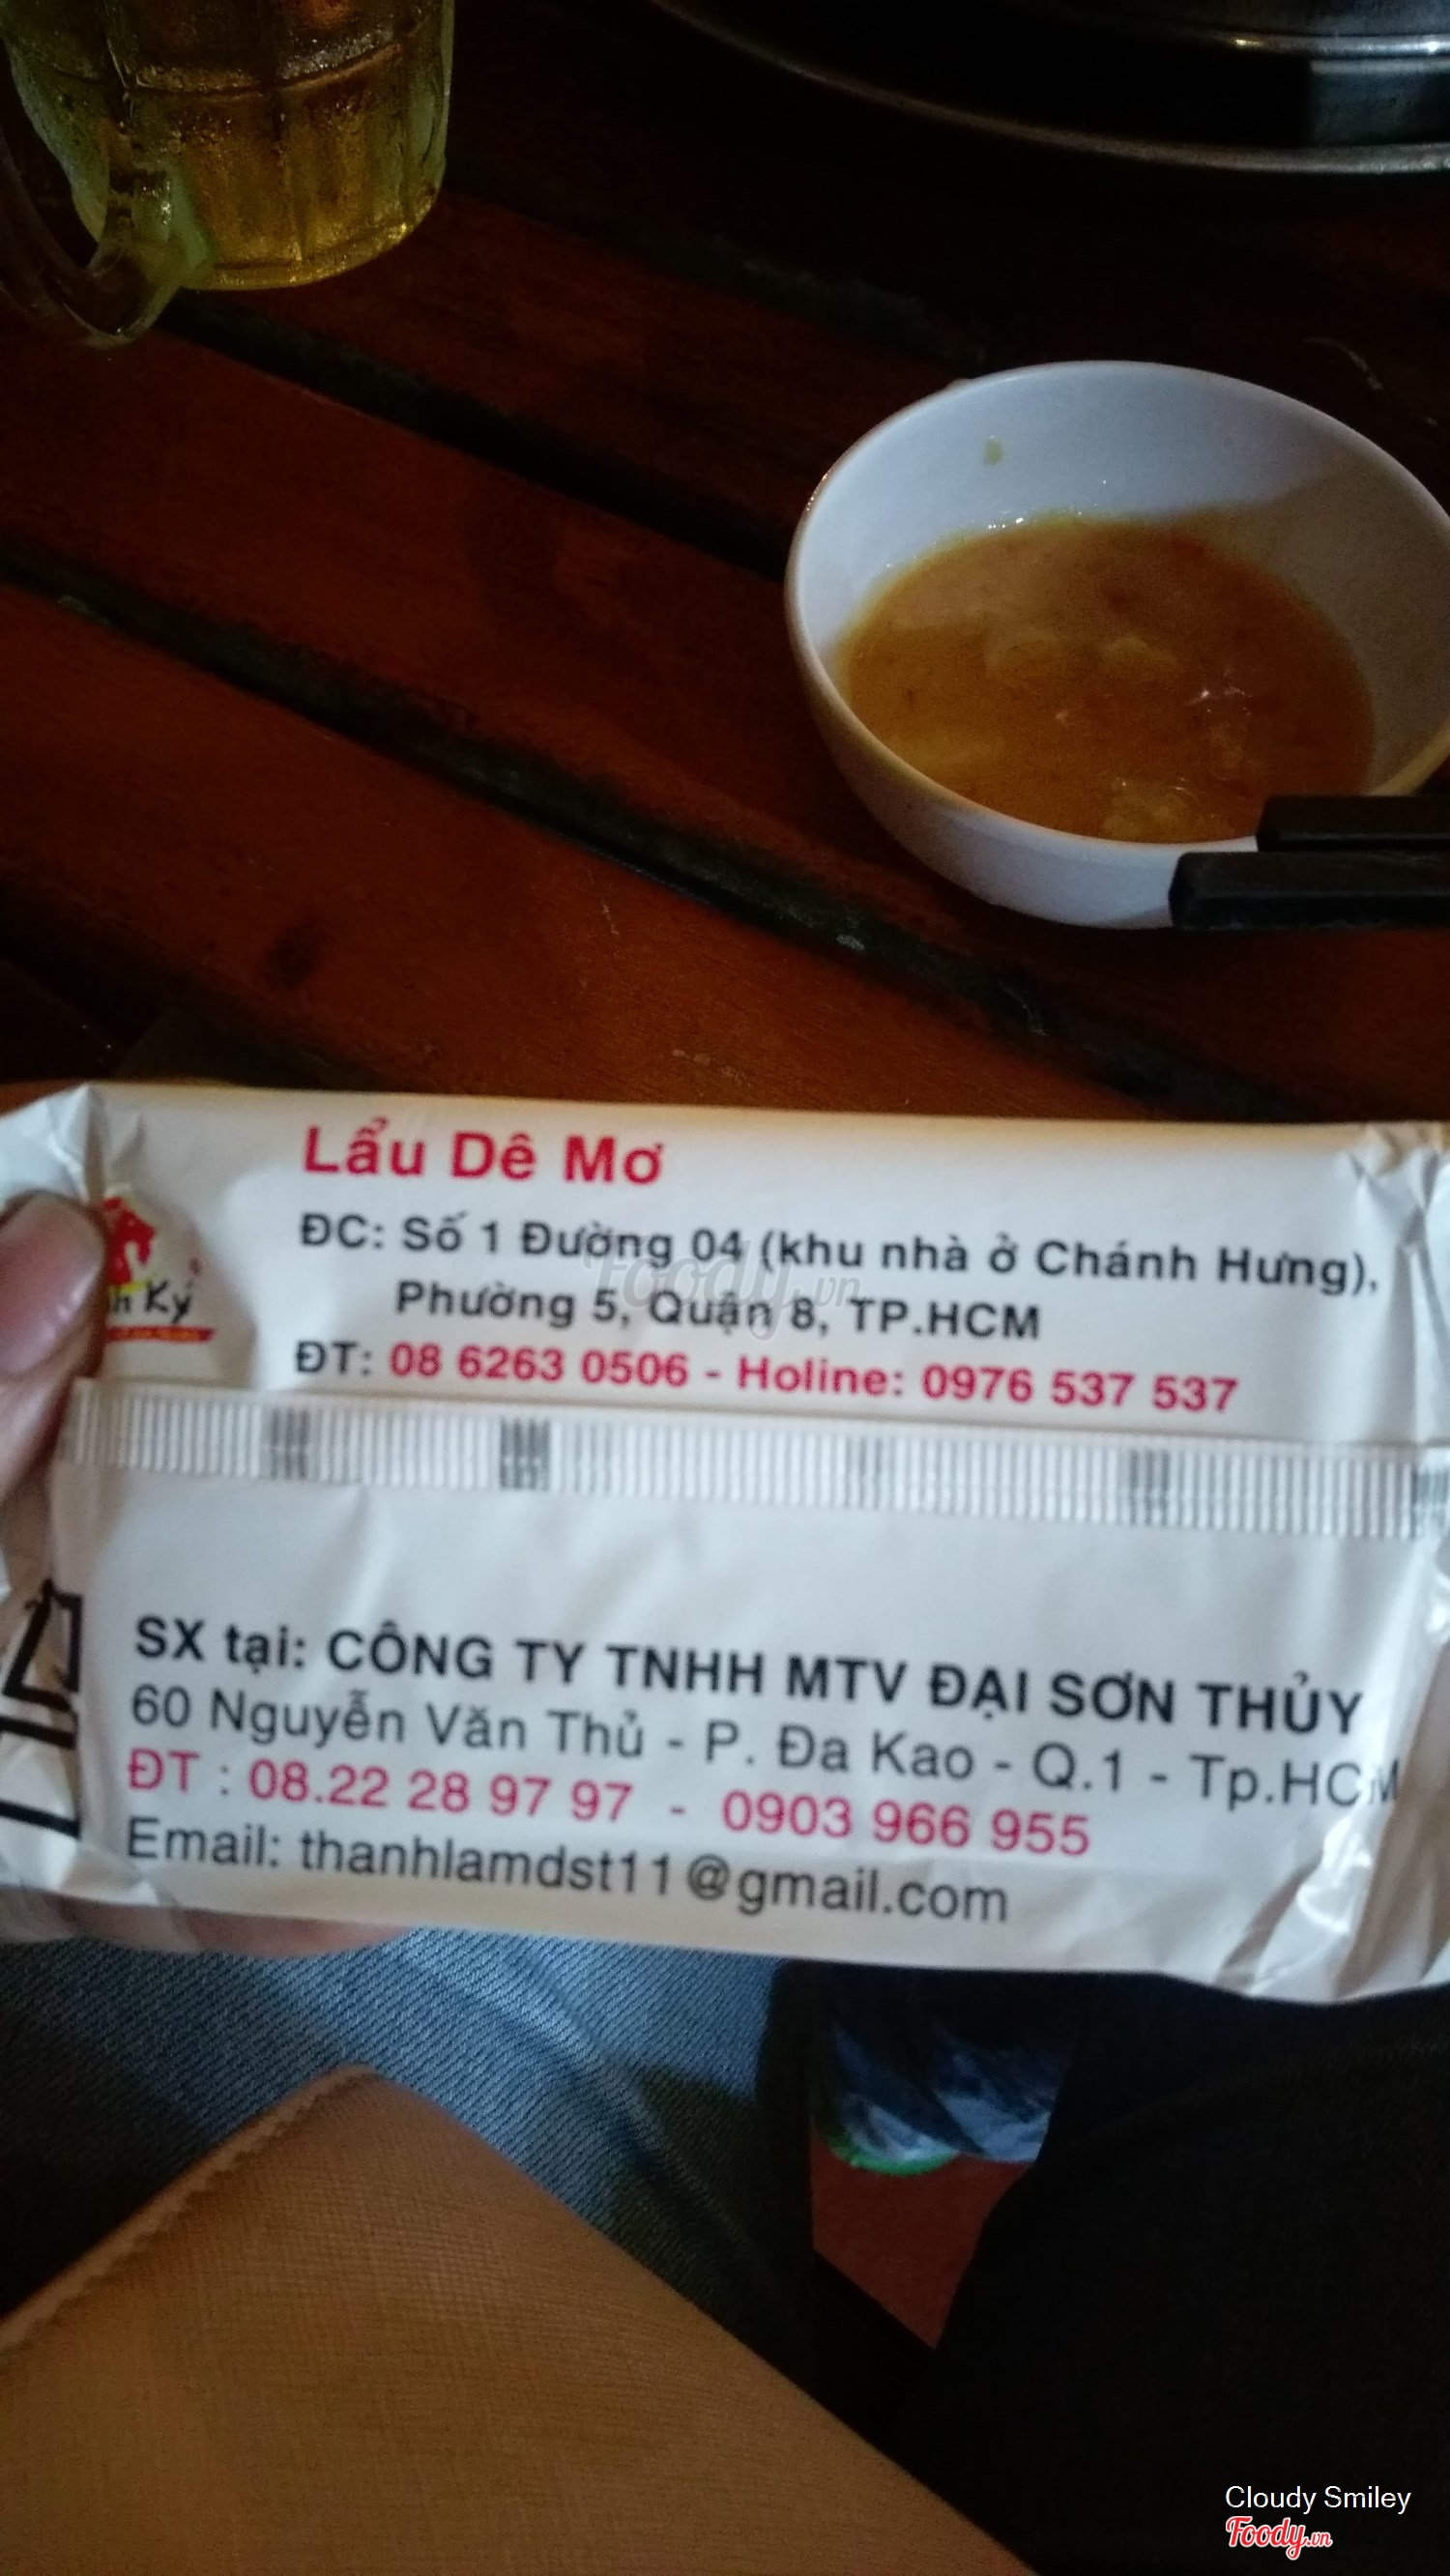 Lẩu Dê Mơ
ĐC: Số 1 Đường 04 (khu nhà ở Chánh Hưng),
Phường 5, Quận 8, TP.HCM
ĐT: 08 6263 0506 - Holine: 0976 537 537
Ký
Foody.vn
SX tại: CÔNG TY TNHH MTV ĐẠI SƠN THỦY
60 Nguyễn Văn Thủ - P. Đa Kao - Q.1 - Tp.HCM
ĐT : 08.22 28 97 97 - 0903 966 955
Email: thanhlamdst11@gmail.com
Cloudy Smiley
Foody.vn